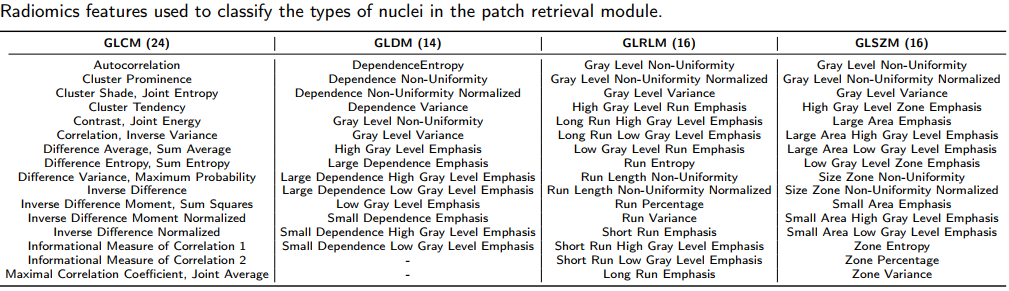 Radiomics features used to classify the types of nuclei in the patch retrieval module.
GLCM (24) GLDM (14) GLRLM (16) GLSZM (16)
Autocorrelation DependenceEntropy Gray Level Non-Uniformity Gray Level Non-Uniformity
Cluster Prominence Dependence Non-Uniformity Gray Level Non-Uniformity Normalized Gray Level Non-Uniformity Normalized
Cluster Shade, Joint Entropy Dependence Non-Uniformity Normalized Gray Level Variance Gray Level Variance
Cluster Tendency Dependence Variance High Gray Level Run Emphasis High Gray Level Zone Emphasis
Contrast, Joint Energy Gray Level Non-Uniformity Long Run High Gray Level Emphasis Large Area Emphasis
Correlation, Inverse Variance Gray Level Variance Long Run Low Gray Level Emphasis Large Area High Gray Level Emphasis
Difference Average, Sum Average High Gray Level Emphasis Low Gray Level Run Emphasis Large Area Low Gray Level Emphasis
Difference Entropy, Sum Entropy Large Dependence Emphasis Run Entropy Low Gray Level Zone Emphasis
Difference Variance, Maximum Probability Large Dependence High Gray Level Emphasis Run Length Non-Uniformity Size Zone Non-Uniformity
Inverse Difference Large Dependence Low Gray Level Emphasis Run Length Non-Uniformity Normalized Size Zone Non-Uniformity Normalized
Inverse Difference Moment, Sum Squares Low Gray Level Emphasis Run Percentage Small Area Emphasis
Inverse Difference Moment Normalized Small Dependence Emphasis Run Variance Small Area High Gray Level Emphasis
Inverse Difference Normalized Small Dependence High Gray Level Emphasis Short Run Emphasis Small Area Low Gray Level Emphasis
Informational Measure of Correlation 1 Small Dependence Low Gray Level Emphasis Short Run High Gray Level Emphasis Zone Entropy
Informational Measure of Correlation 2 - Short Run Low Gray Level Emphasis Zone Percentage
Maximal Correlation Coefficient, Joint Average - Long Run Emphasis Zone Variance